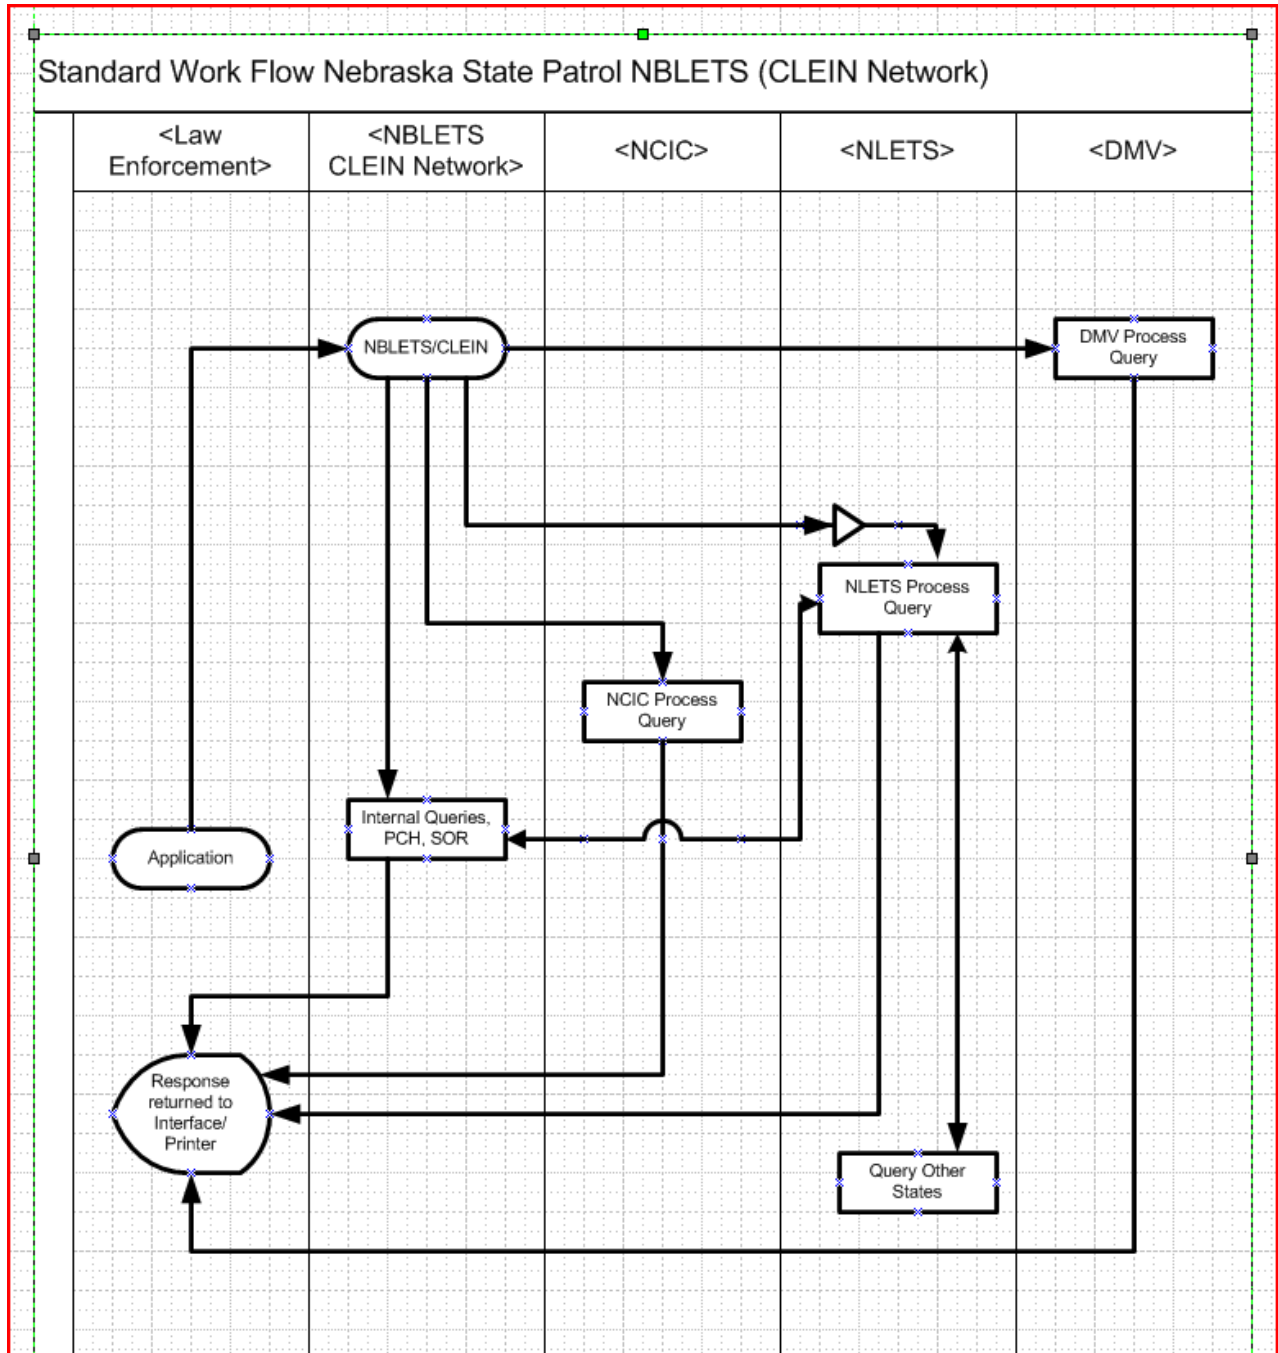 Standard Work Flow Nebraska State Patrol NBLETS (CLEIN Network)
<Law
Enforcement>
<NBLETS
CLEIN Network>
<NCIC>
<NLETS>
<DMV>
NBLETS/CLEIN
DMV Process
Query
NLETS Process
Query
NCIC Process
Query
Internal Queries,
PCH, SOR
Application
Response
returned to
Interface/
Printer
Query Other
States